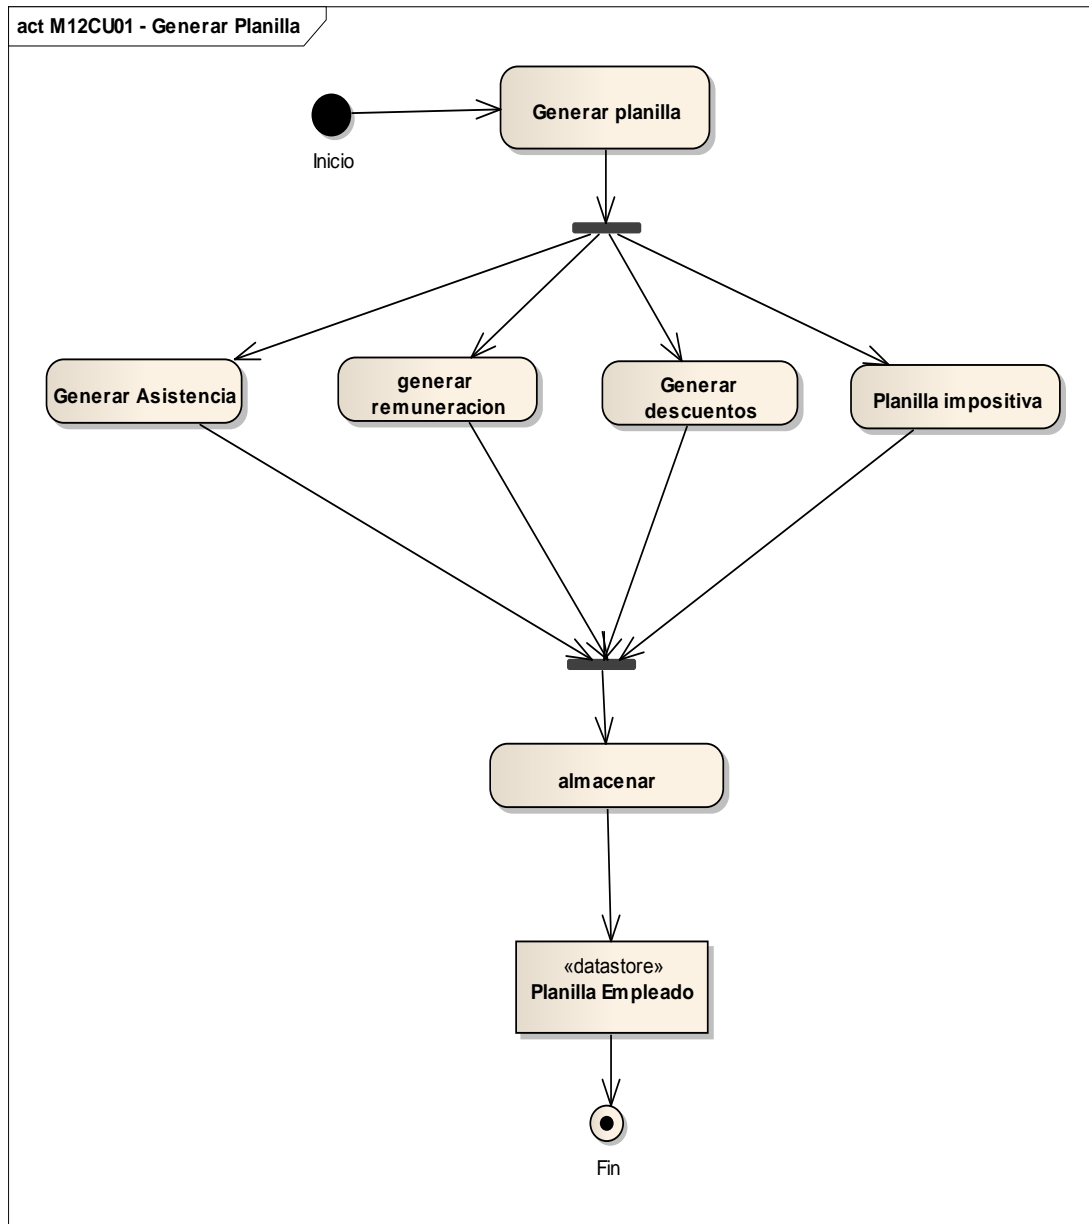 act M12CU01 - Generar Planilla
Generar planilla
Inicio
Generar Asistencia
generar
remuneracion
Generar
descuentos
Planilla impositiva
almacenar
«datastore»
Planilla Empleado
Fin